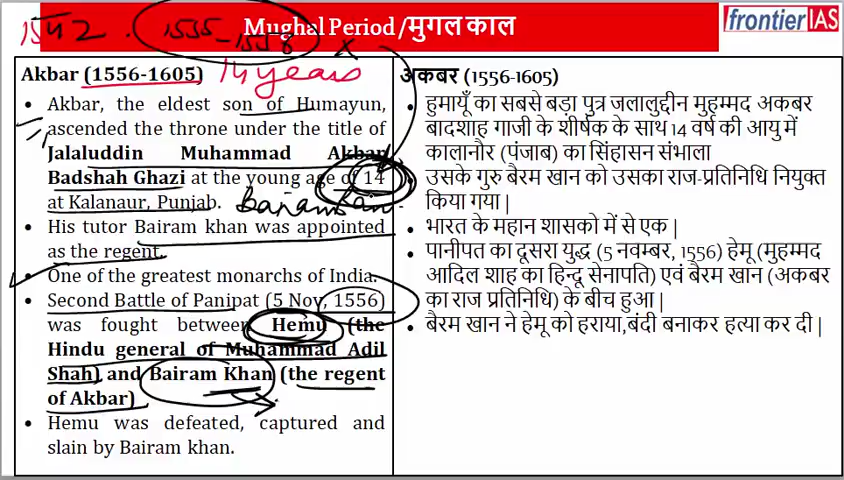 Mughal Period /मुगल काल
frontierIAS
1542 . 1555-1556
Akbar (1556-1605) 14 years
• Akbar, the eldest son of Humayun,
ascended the throne under the title of
Jalaluddin Muhammad Akbar
Badshah Ghazi at the young age of 14
at Kalanaur, Punjab.
• His tutor Bairam khan was appointed
as the regent.
• One of the greatest monarchs of India.
• Second Battle of Panipat (5 Nov, 1556)
was fought between Hemu (the
Hindu general of Muhammad Adil
Shah) and Bairam Khan (the regent
of Akbar)
• Hemu was defeated, captured and
slain by Bairam khan.
अकबर (1556-1605)
• हुमायूँ का सबसे बड़ा पुत्र जलालुद्दीन मुहम्मद अकबर
बादशाह गाजी के शीर्षक के साथ 14 वर्ष की आयु में
कालानौर (पंजाब) का सिंहासन संभाला
• उसके गुरु बैरम खान को उसका राज-प्रतिनिधि नियुक्त
किया गया |
• भारत के महान शासको में से एक |
• पानीपत का दूसरा युद्ध (5 नवम्बर, 1556) हेमू (मुहम्मद
आदिल शाह का हिन्दू सेनापति) एवं बैरम खान (अकबर
का राज प्रतिनिधि) के बीच हुआ |
• बैरम खान ने हेमू को हराया,बंदी बनाकर हत्या कर दी |